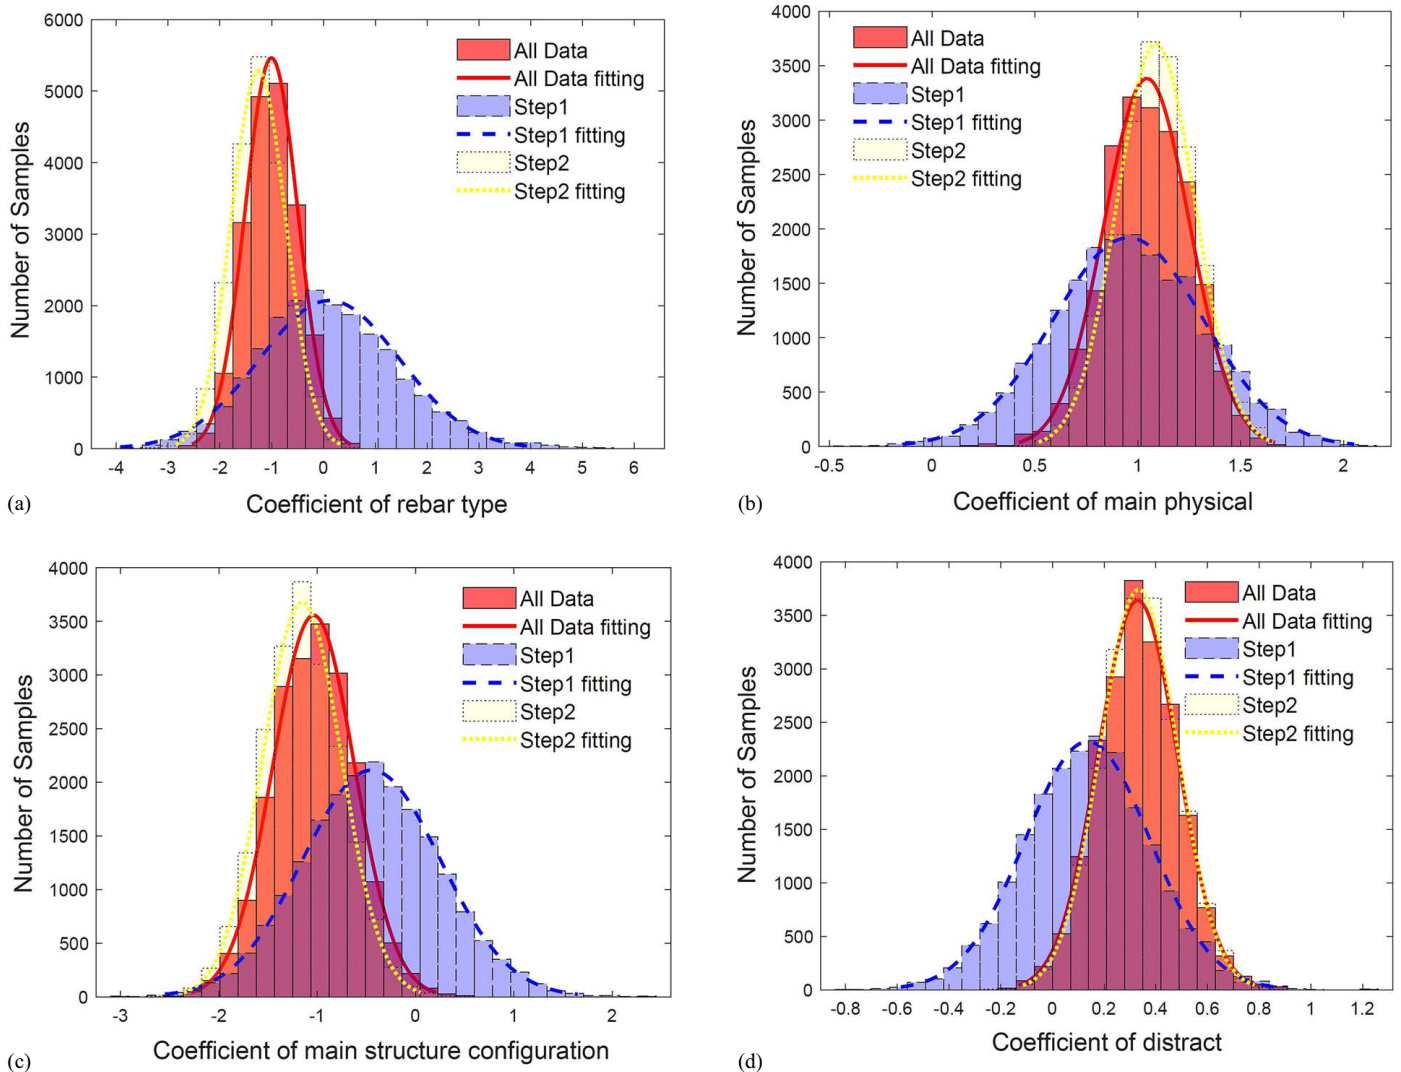 6000
5000
4000
3000
2000
1000
0
Number of Samples
All Data
All Data fitting
Step1
Step1 fitting
Step2
Step2 fitting
-4 -3 -2 -1 0 1 2 3 4 5 6
Coefficient of rebar type
(a)
4000
3500
3000
2500
2000
1500
1000
500
0
Number of Samples
All Data
All Data fitting
Step1
Step1 fitting
Step2
Step2 fitting
-0.5 0 0.5 1 1.5 2
Coefficient of main physical
(b)
4000
3500
3000
2500
2000
1500
1000
500
0
Number of Samples
All Data
All Data fitting
Step1
Step1 fitting
Step2
Step2 fitting
-3 -2 -1 0 1 2
Coefficient of main structure configuration
(c)
4000
3500
3000
2500
2000
1500
1000
500
0
Number of Samples
All Data
All Data fitting
Step1
Step1 fitting
Step2
Step2 fitting
-0.8 -0.6 -0.4 -0.2 0 0.2 0.4 0.6 0.8 1 1.2
Coefficient of distract
(d)